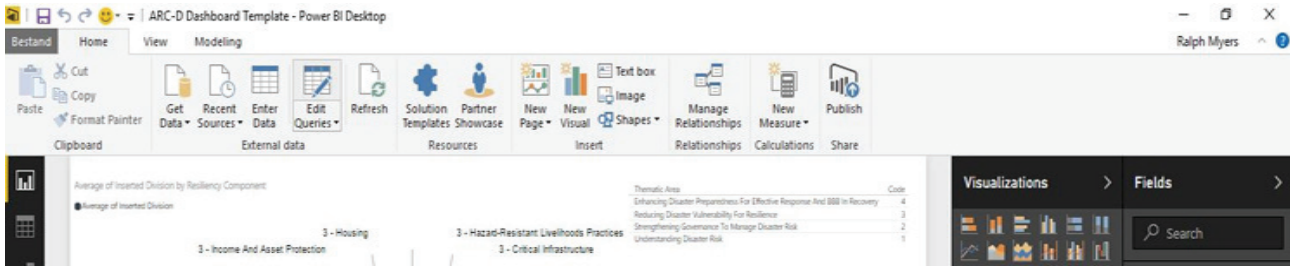 ARC-D Dashboard Template - Power BI Desktop
Bestand Home View Modeling Ralph Myers
Paste
Cut
Copy
Format Painter
Clipboard
Get Data
Recent Sources
Enter Data
Edit Queries
Refresh
External data
Solution Templates
Partner Showcase
Resources
New Page
New Visual
Text box
Image
Shapes
Insert
Manage Relationships
Relationships
New Measure
Calculations
Publish
Share
Average of Inserted Division by Resiliency Component
Average of Inserted Division
3 - Housing
3 - Income And Asset Protection
3 - Hazard-Resistant Livelihoods Practices
3 - Critical Infrastructure
Thematic Area Code
Enhancing Disaster Preparedness For Effective Response And BBB In Recovery 4
Reducing Disaster Vulnerability For Resilience 3
Strengthening Governance To Manage Disaster Risk 2
Understanding Disaster Risk 1
Visualizations
Fields
Search